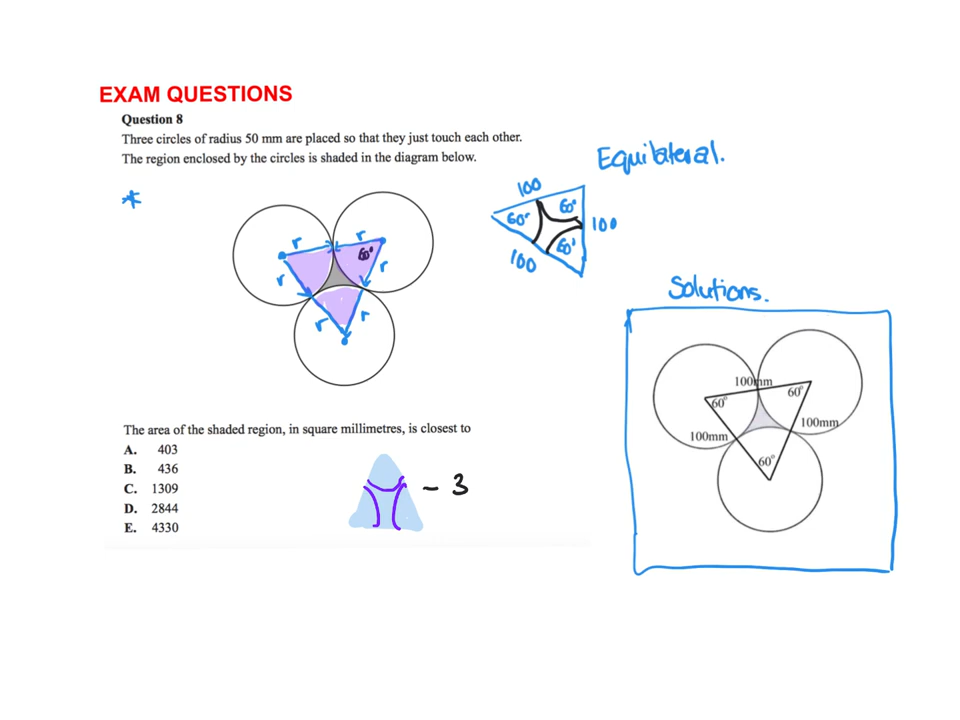 EXAM QUESTIONS
Question 8
Three circles of radius 50 mm are placed so that they just touch each other.
The region enclosed by the circles is shaded in the diagram below.
Equilateral.
*
r r
60°
r r
r r
100
60° 60°
100
60°
100
Solutions.
100mm
60° 60°
100mm
100mm
60°
The area of the shaded region, in square millimetres, is closest to
A. 403
B. 436
C. 1309
D. 2844
E. 4330
- 3